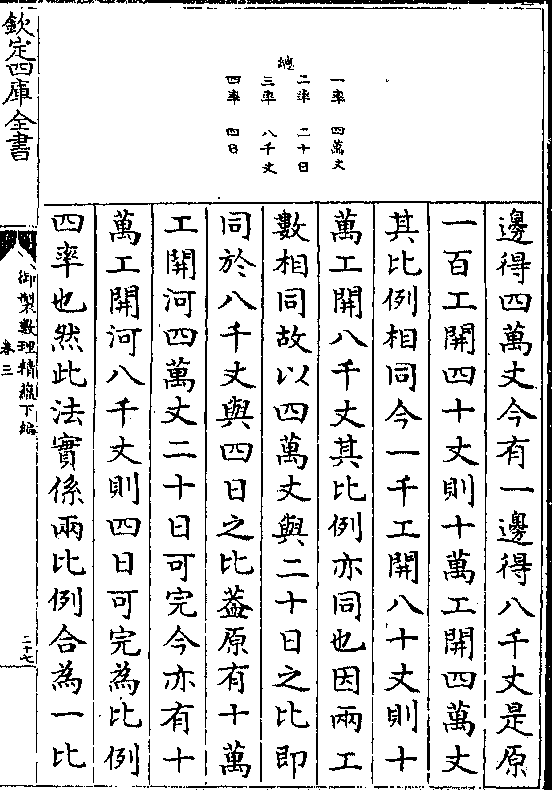 總
一率 四萬丈
二率 二十日
三率 八千丈
四率 四日
邊得四萬丈今有一邊得八千丈是原
一百工開四十丈則十萬工開四萬丈
其比例相同今一千工開八十丈則十
萬工開八千丈其比例亦同也因兩工
數相同故以四萬丈與二十日之比即
同於八千丈與四日之比葢原有十萬
工開河四萬丈二十日可完今亦有十
萬工開河八千丈則四日可完為比例
四率也然此法實係兩比例合為一比
欽定四庫全書
御製數理精蘊下編
卷三
二十七